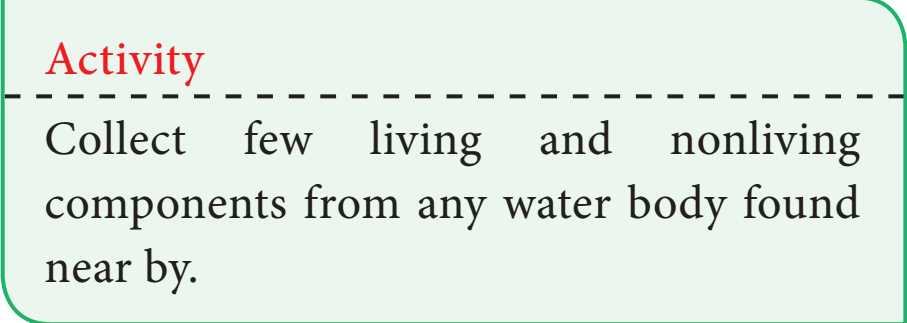 Activity
Collect few living and nonliving
components from any water body found
near by.